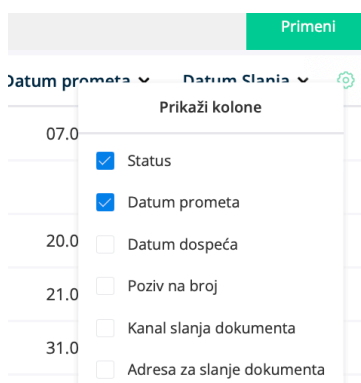 Primeni
Datum prometa Datum Slanja
Prikaži kolone
07.0
Status
Datum prometa
20.0
Datum dospeća
21.0
Poziv na broj
Kanal slanja dokumenta
31.0
Adresa za slanje dokumenta